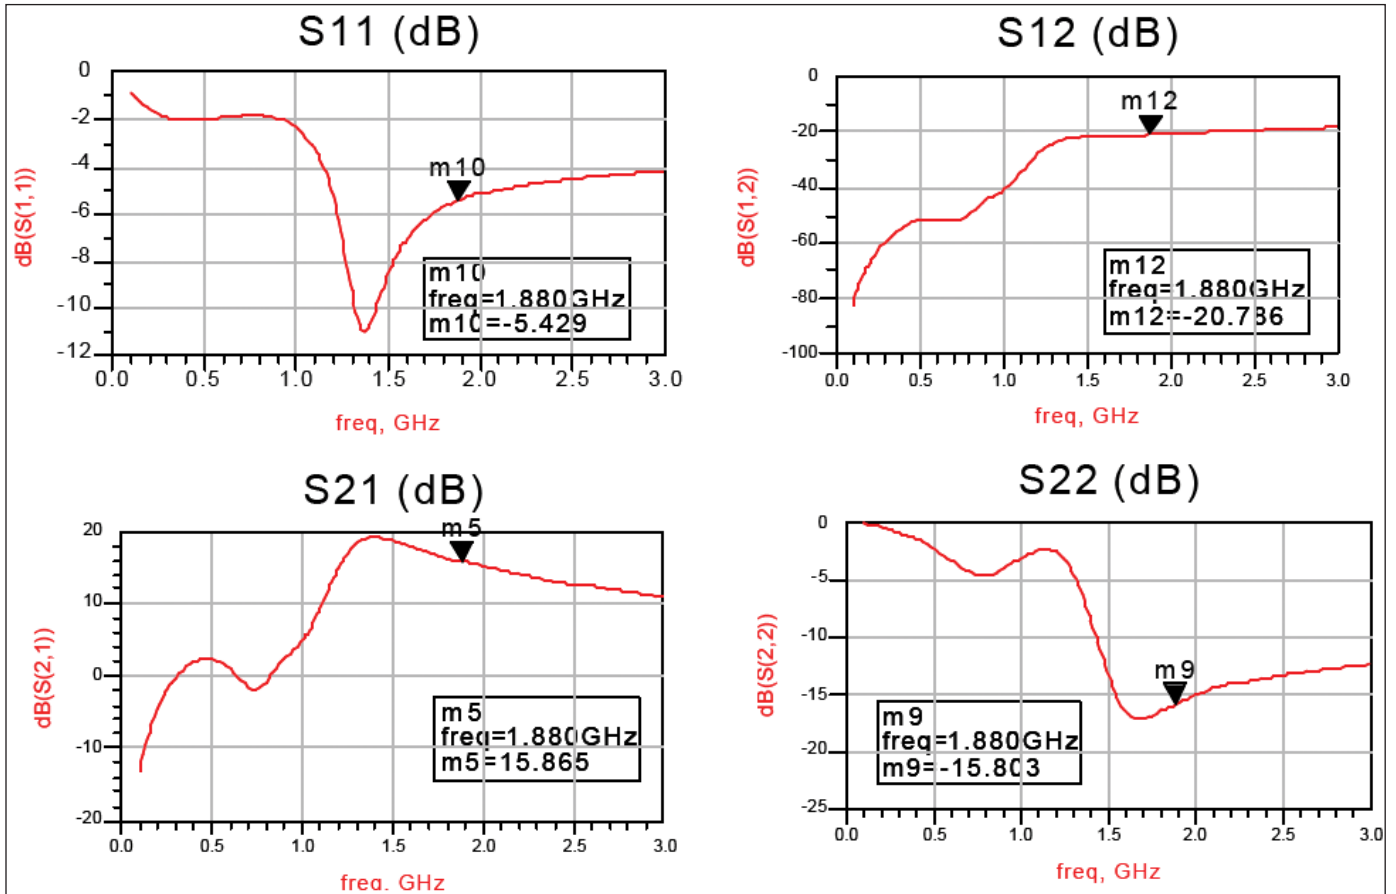 S11 (dB)
0
-2
-4
-6
-8
-10
-12
dB(S(1,1))
m10
m10
freq=1.880GHz
m10=-5.429
0.0 0.5 1.0 1.5 2.0 2.5 3.0
freq, GHz
S12 (dB)
0
-20
-40
-60
-80
-100
dB(S(1,2))
m12
m12
freq=1.880GHz
m12=-20.786
0.0 0.5 1.0 1.5 2.0 2.5 3.0
freq, GHz
S21 (dB)
20
10
0
-10
-20
dB(S(2,1))
m5
m5
freq=1.880GHz
m5=15.865
0.0 0.5 1.0 1.5 2.0 2.5 3.0
freq, GHz
S22 (dB)
0
-5
-10
-15
-20
-25
dB(S(2,2))
m9
m9
freq=1.880GHz
m9=-15.803
0.0 0.5 1.0 1.5 2.0 2.5 3.0
freq, GHz